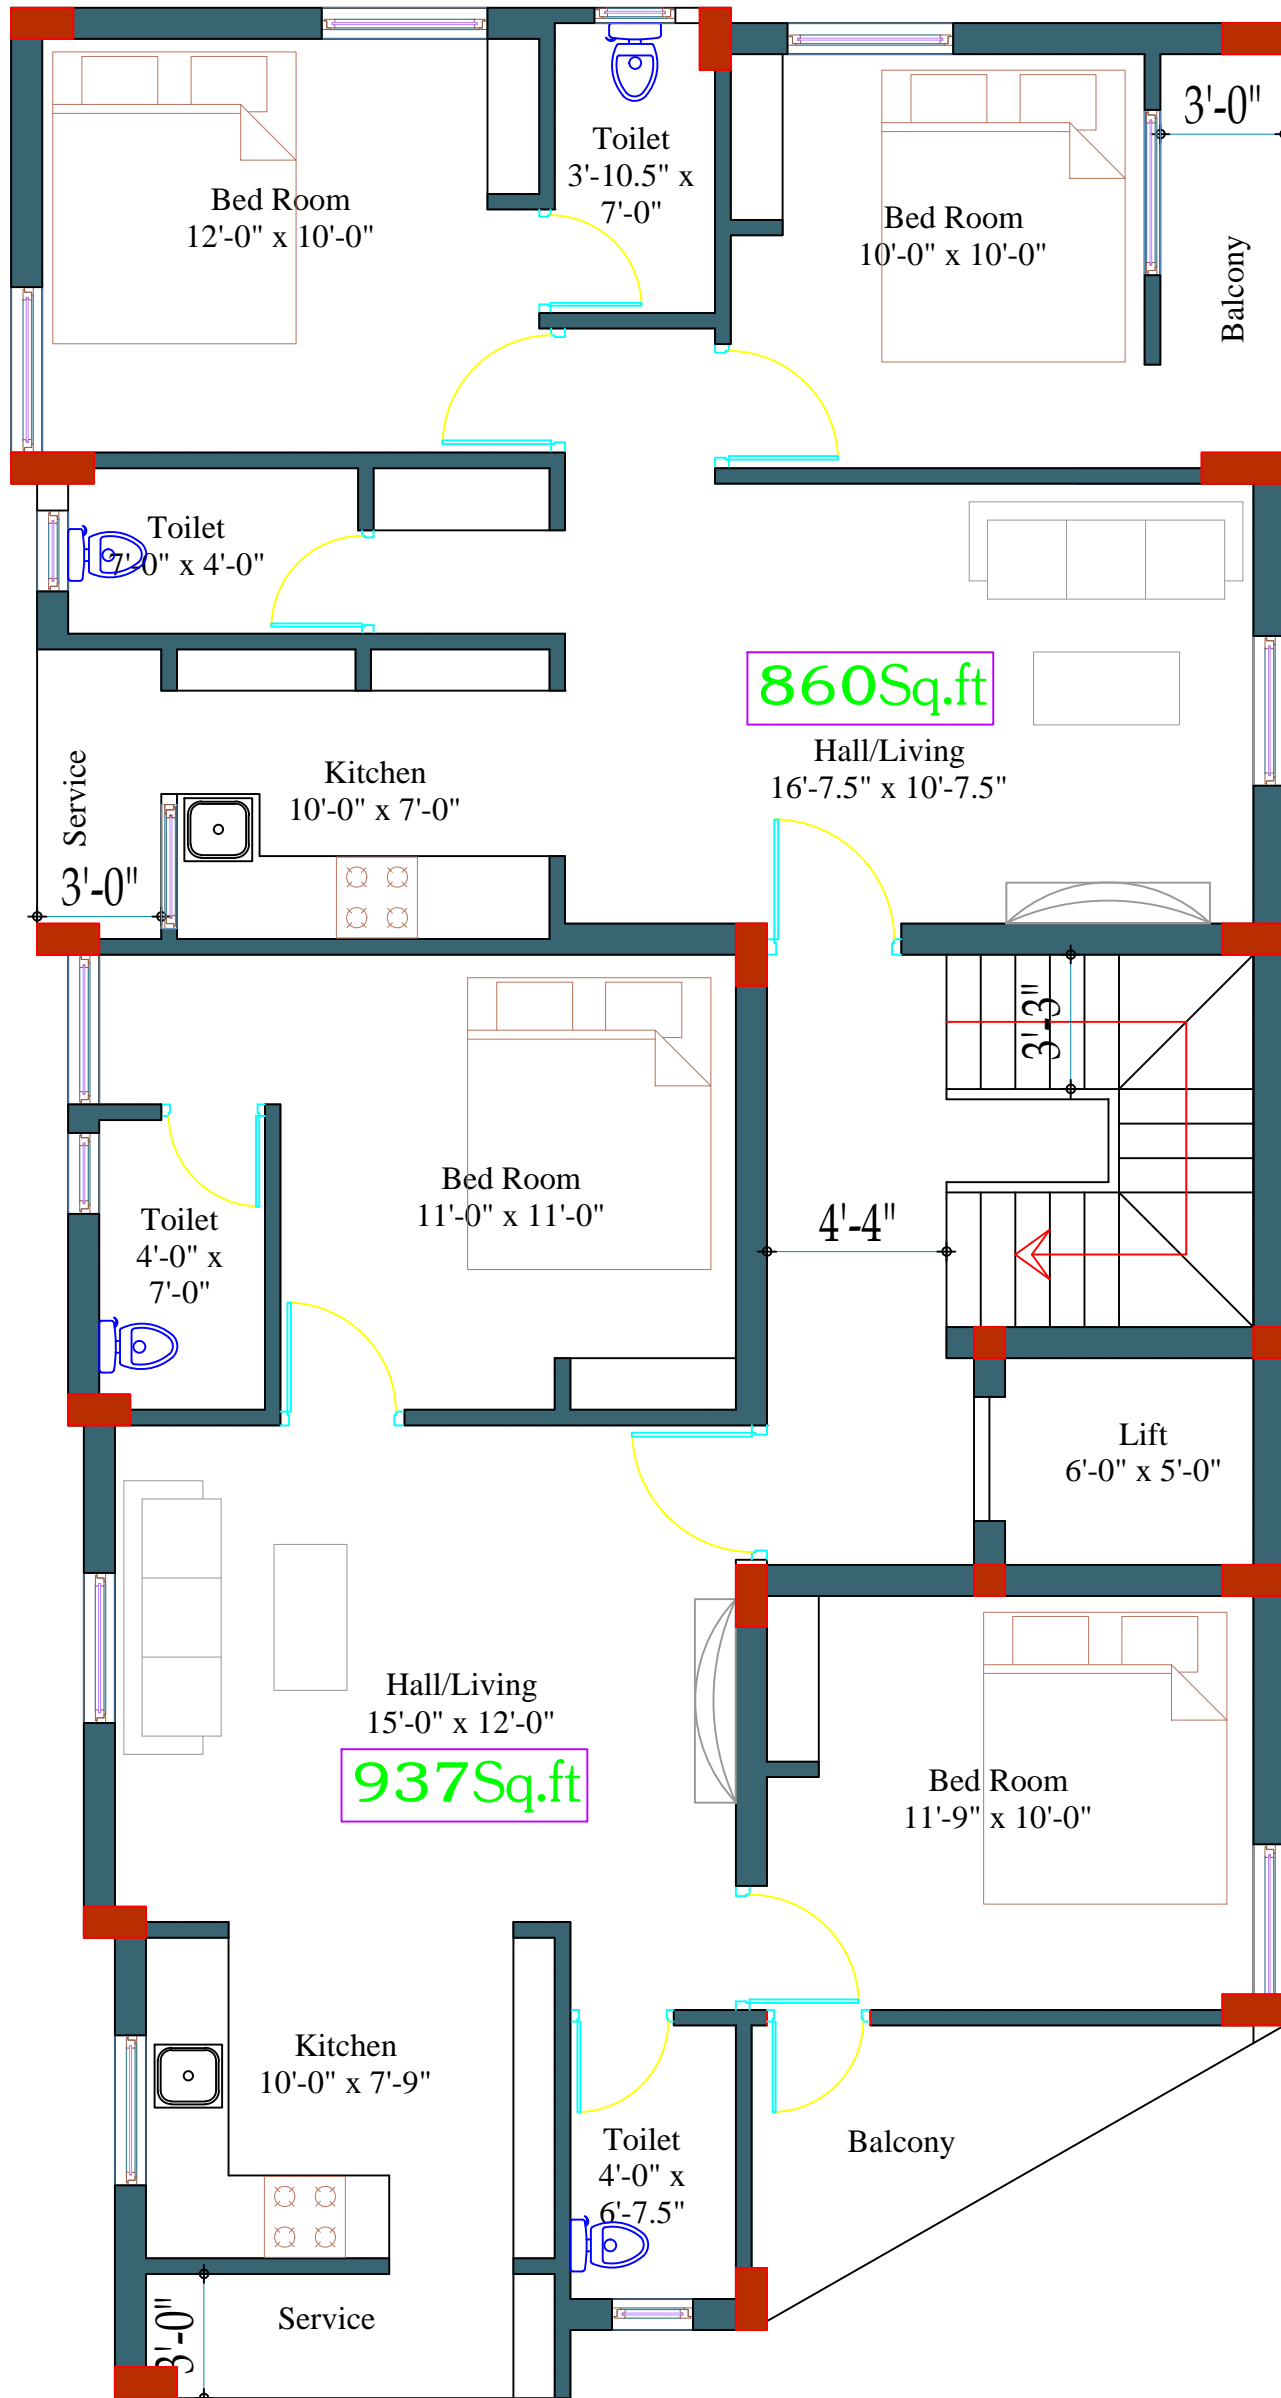 Toilet
3'-10.5" x
7'-0"
3'-0"
Bed Room
12'-0" x 10'-0"
Bed Room
10'-0" x 10'-0"
Balcony
Toilet
7'-0" x 4'-0"
860Sq.ft
Hall/Living
16'-7.5" x 10'-7.5"
Kitchen
10'-0" x 7'-0"
Service
3'-0"
3'-3"
Bed Room
11'-0" x 11'-0"
Toilet
4'-0" x
7'-0"
4'-4"
Lift
6'-0" x 5'-0"
Hall/Living
15'-0" x 12'-0"
937Sq.ft
Bed Room
11'-9" x 10'-0"
Kitchen
10'-0" x 7'-9"
Toilet
4'-0" x
6'-7.5"
Balcony
Service
3'-0"